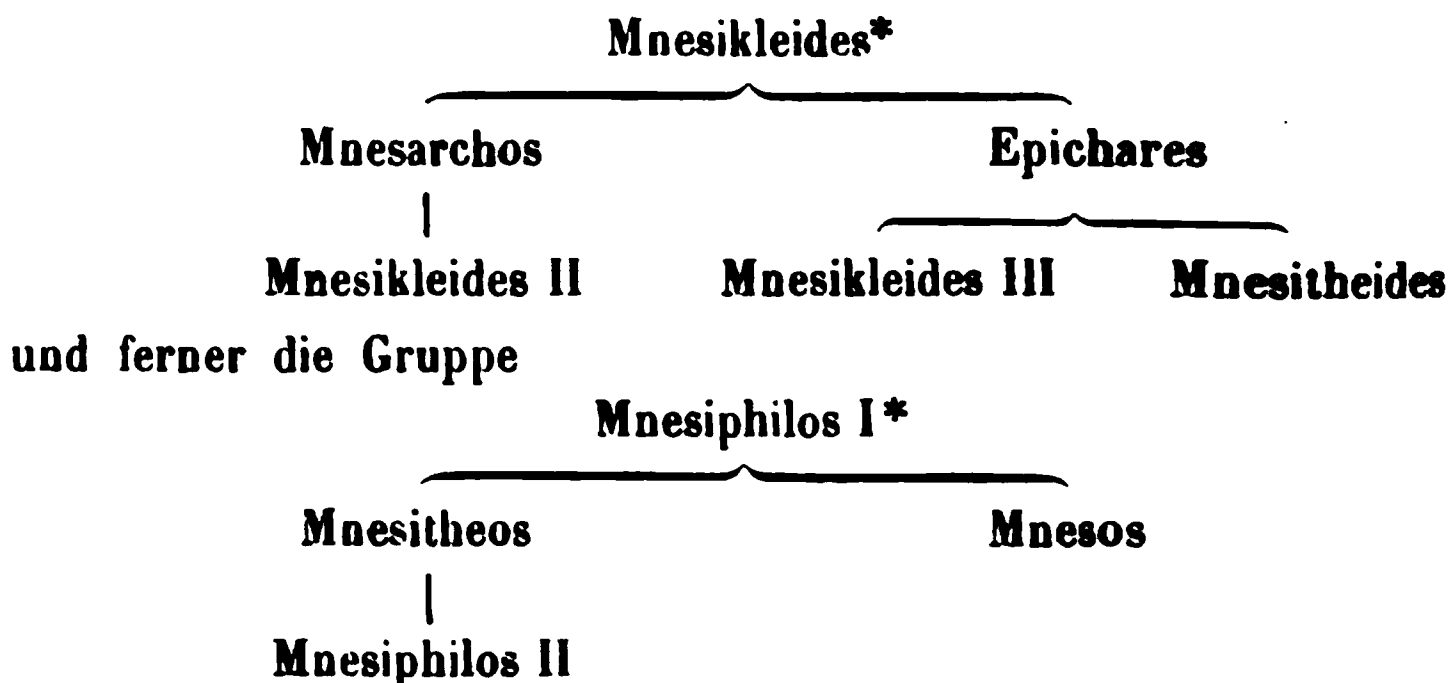 Mnesikleides*
Mnesarchos Epichares
Mnesikleides II Mnesikleides III Mnesitheides
und ferner die Gruppe
Mnesiphilos I*
Mnesitheos Mnesos
Mnesiphilos II